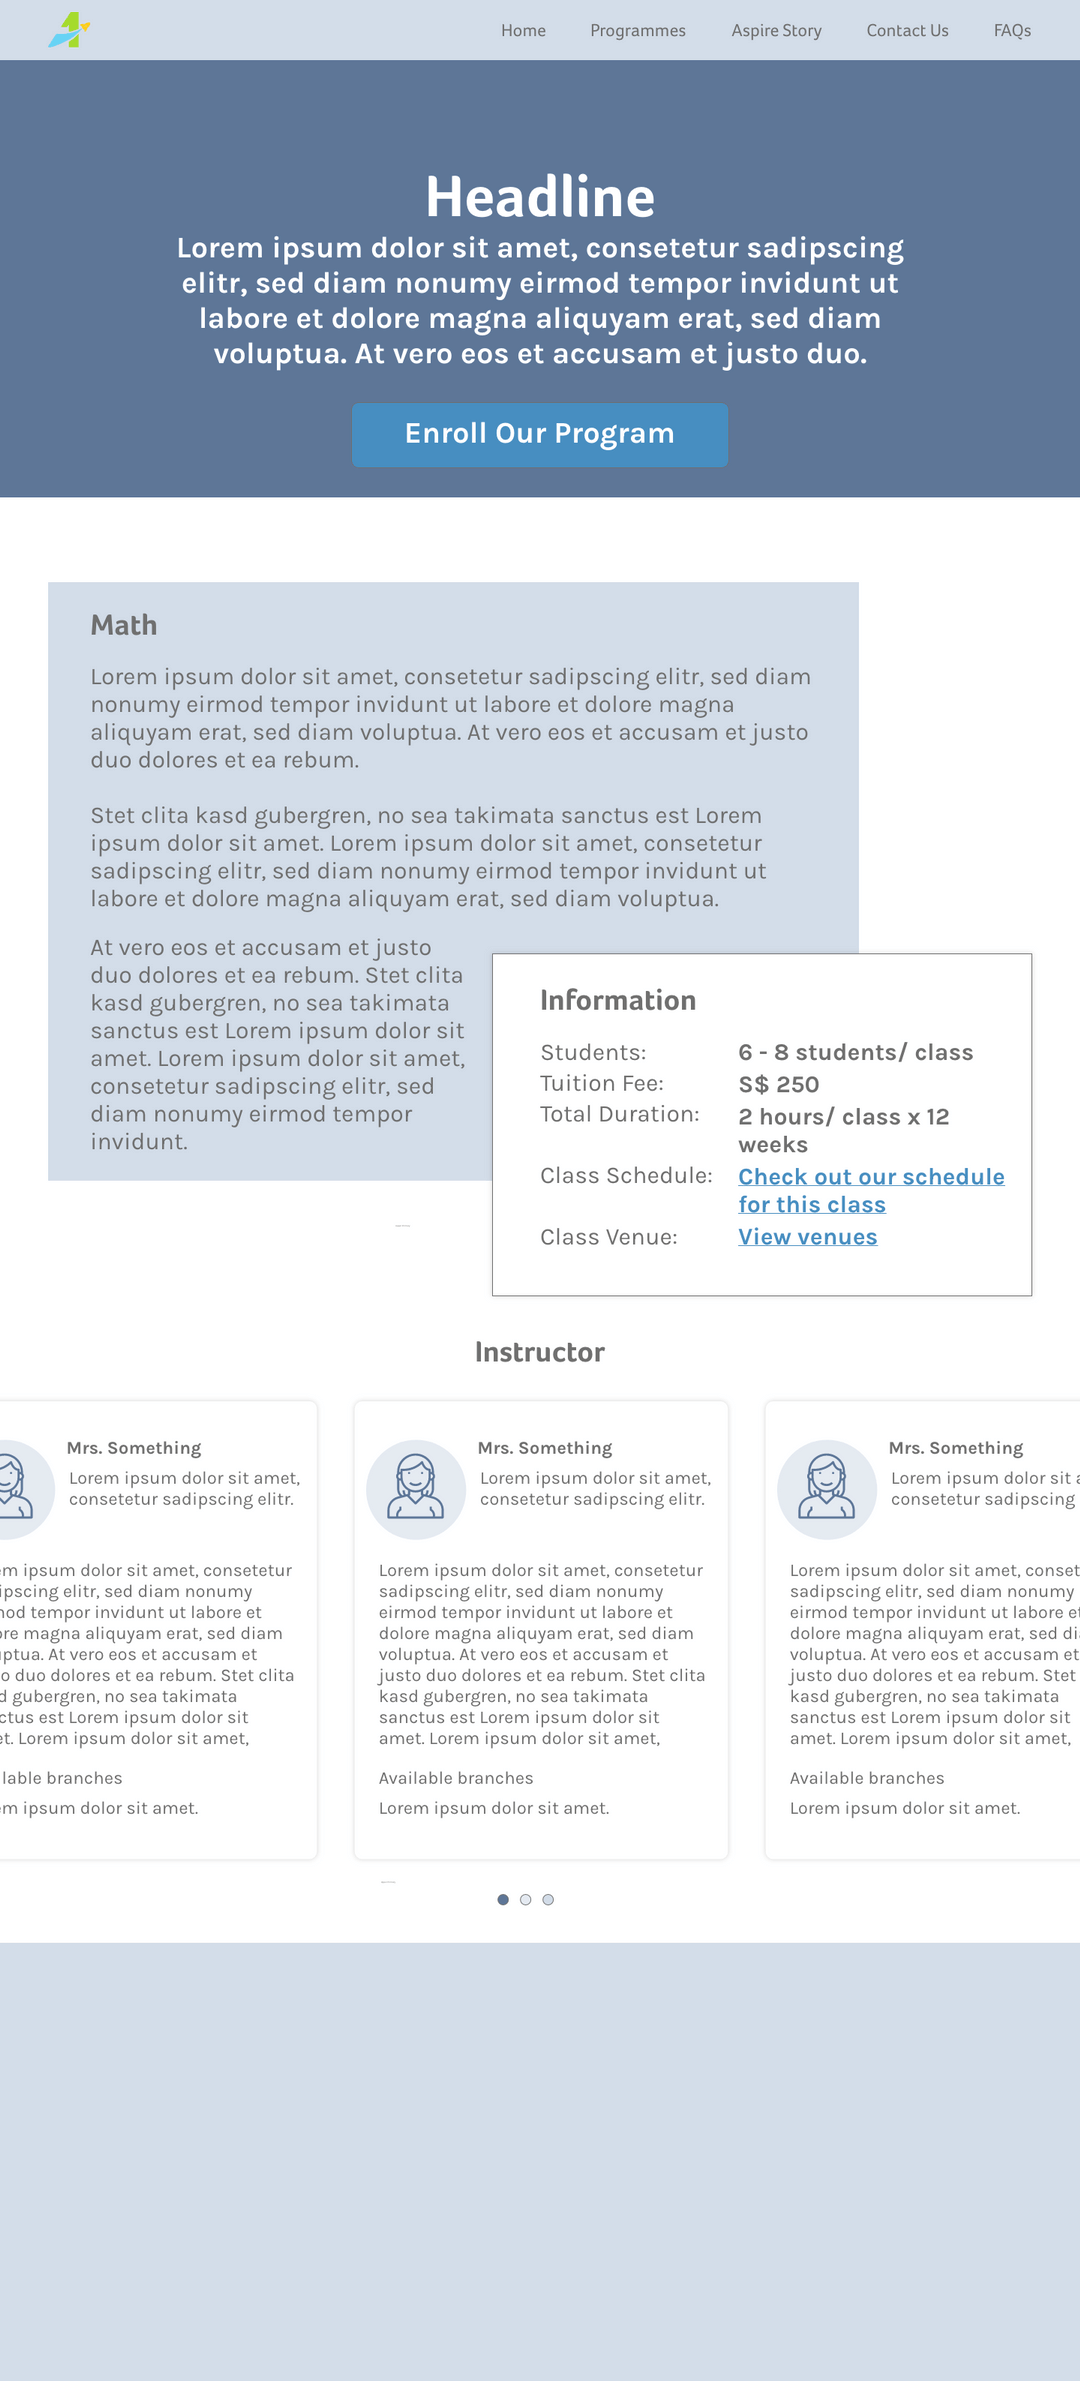 Home Programmes Aspire Story Contact Us FAQs
Headline
Lorem ipsum dolor sit amet, consetetur sadipscing
elitr, sed diam nonumy eirmod tempor invidunt ut
labore et dolore magna aliquyam erat, sed diam
voluptua. At vero eos et accusam et justo duo.
Enroll Our Program
Math
Lorem ipsum dolor sit amet, consetetur sadipscing elitr, sed diam
nonumy eirmod tempor invidunt ut labore et dolore magna
aliquyam erat, sed diam voluptua. At vero eos et accusam et justo
duo dolores et ea rebum.
Stet clita kasd gubergren, no sea takimata sanctus est Lorem
ipsum dolor sit amet. Lorem ipsum dolor sit amet, consetetur
sadipscing elitr, sed diam nonumy eirmod tempor invidunt ut
labore et dolore magna aliquyam erat, sed diam voluptua.
At vero eos et accusam et justo
duo dolores et ea rebum. Stet clita
kasd gubergren, no sea takimata
sanctus est Lorem ipsum dolor sit
amet. Lorem ipsum dolor sit amet,
consetetur sadipscing elitr, sed
diam nonumy eirmod tempor
invidunt.
Information
Students: 6 - 8 students/ class
Tuition Fee: S$ 250
Total Duration: 2 hours/ class x 12
weeks
Class Schedule: Check out our schedule
for this class
Class Venue: View venues
Instructor
Mrs. Something
Lorem ipsum dolor sit amet,
consetetur sadipscing elitr.
m ipsum dolor sit amet, consetetur
ipscing elitr, sed diam nonumy
mod tempor invidunt ut labore et
ore magna aliquyam erat, sed diam
ptua. At vero eos et accusam et
o duo dolores et ea rebum. Stet clita
d gubergren, no sea takimata
ctus est Lorem ipsum dolor sit
et. Lorem ipsum dolor sit amet,
lable branches
m ipsum dolor sit amet.
Mrs. Something
Lorem ipsum dolor sit amet,
consetetur sadipscing elitr.
Lorem ipsum dolor sit amet, consetetur
sadipscing elitr, sed diam nonumy
eirmod tempor invidunt ut labore et
dolore magna aliquyam erat, sed diam
voluptua. At vero eos et accusam et
justo duo dolores et ea rebum. Stet clita
kasd gubergren, no sea takimata
sanctus est Lorem ipsum dolor sit
amet. Lorem ipsum dolor sit amet,
Available branches
Lorem ipsum dolor sit amet.
Mrs. Something
Lorem ipsum dolor sit a
consetetur sadipscing
Lorem ipsum dolor sit amet, conset
sadipscing elitr, sed diam nonumy
eirmod tempor invidunt ut labore et
dolore magna aliquyam erat, sed di
voluptua. At vero eos et accusam et
justo duo dolores et ea rebum. Stet
kasd gubergren, no sea takimata
sanctus est Lorem ipsum dolor sit
amet. Lorem ipsum dolor sit amet,
Available branches
Lorem ipsum dolor sit amet.